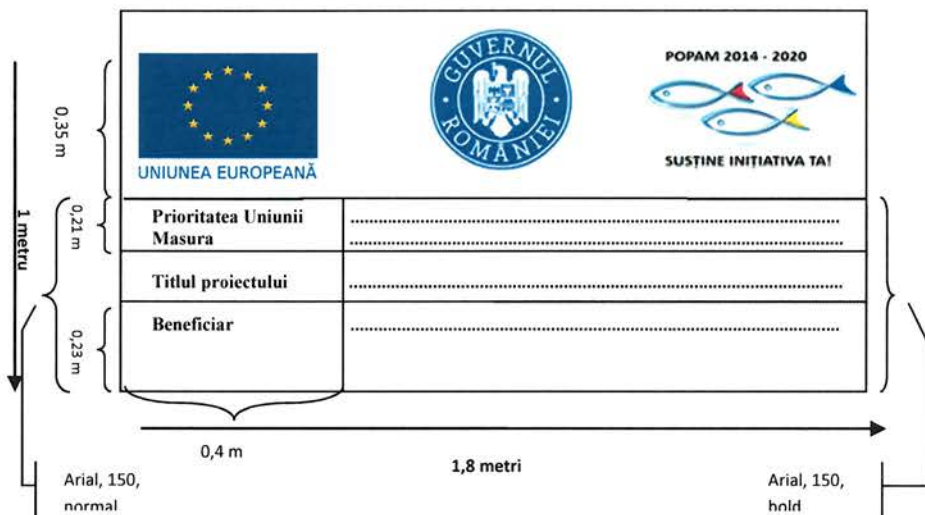 POPAM 2014 - 2020
GUVERNUL ROMÂNIEI
SUSȚINE INIȚIATIVA TA!
UNIUNEA EUROPEANĂ
0,35 m
1 metru
0,21 m
Prioritatea Uniunii
Masura
Titlul proiectului
Beneficiar
0,23 m
0,4 m
1,8 metri
Arial, 150,
normal
Arial, 150,
bold